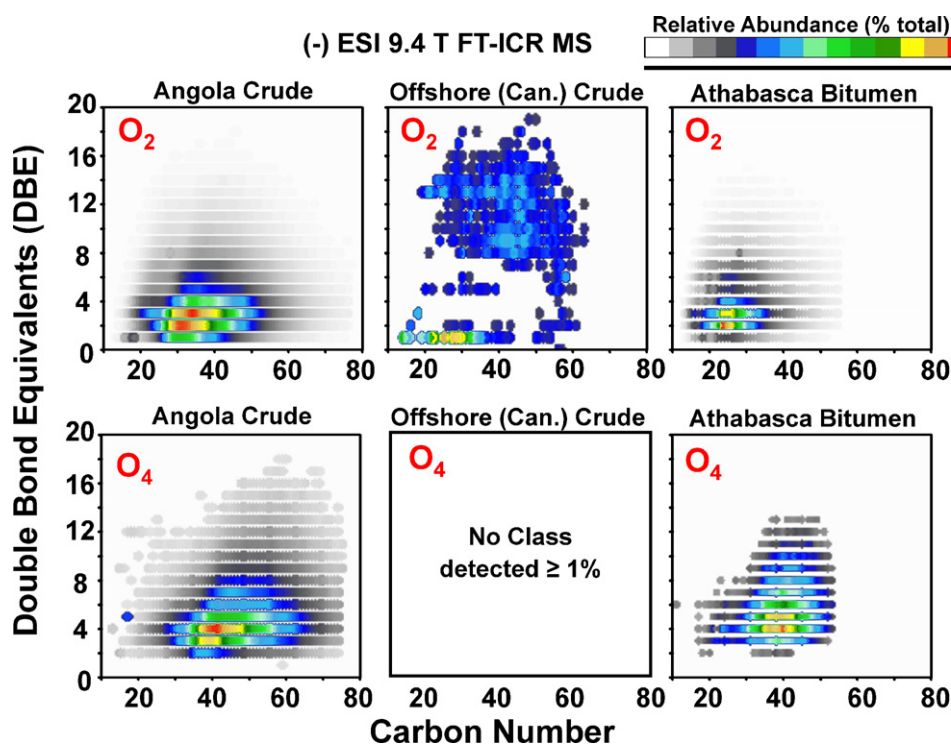 Relative Abundance (% total)
(-) ESI 9.4 T FT-ICR MS
Angola Crude
Offshore (Can.) Crude
Athabasca Bitumen
Double Bond Equivalents (DBE)
20
16
12
8
4
0
O₂
20
40
60
80
O₂
20
40
60
80
O₂
20
40
60
80
Angola Crude
Offshore (Can.) Crude
Athabasca Bitumen
20
16
12
8
4
0
O₄
20
40
60
80
O₄
No Class
detected ≥ 1%
20
40
60
80
O₄
20
40
60
80
Carbon Number